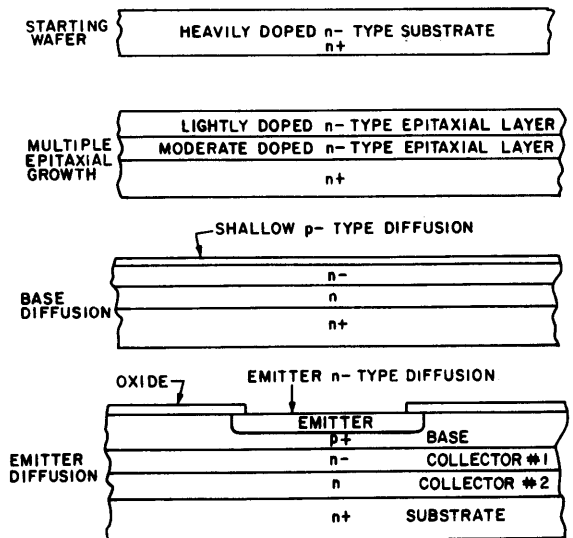 STARTING
WAFER
HEAVILY DOPED n- TYPE SUBSTRATE
n+
MULTIPLE
EPITAXIAL
GROWTH
LIGHTLY DOPED n-TYPE EPITAXIAL LAYER
MODERATE DOPED n-TYPE EPITAXIAL LAYER
n+
SHALLOW p- TYPE DIFFUSION
BASE
DIFFUSION
n-
n
n+
OXIDE
EMITTER n-TYPE DIFFUSION
EMITTER
DIFFUSION
EMITTER
p+ BASE
n- COLLECTOR #1
n COLLECTOR #2
n+ SUBSTRATE